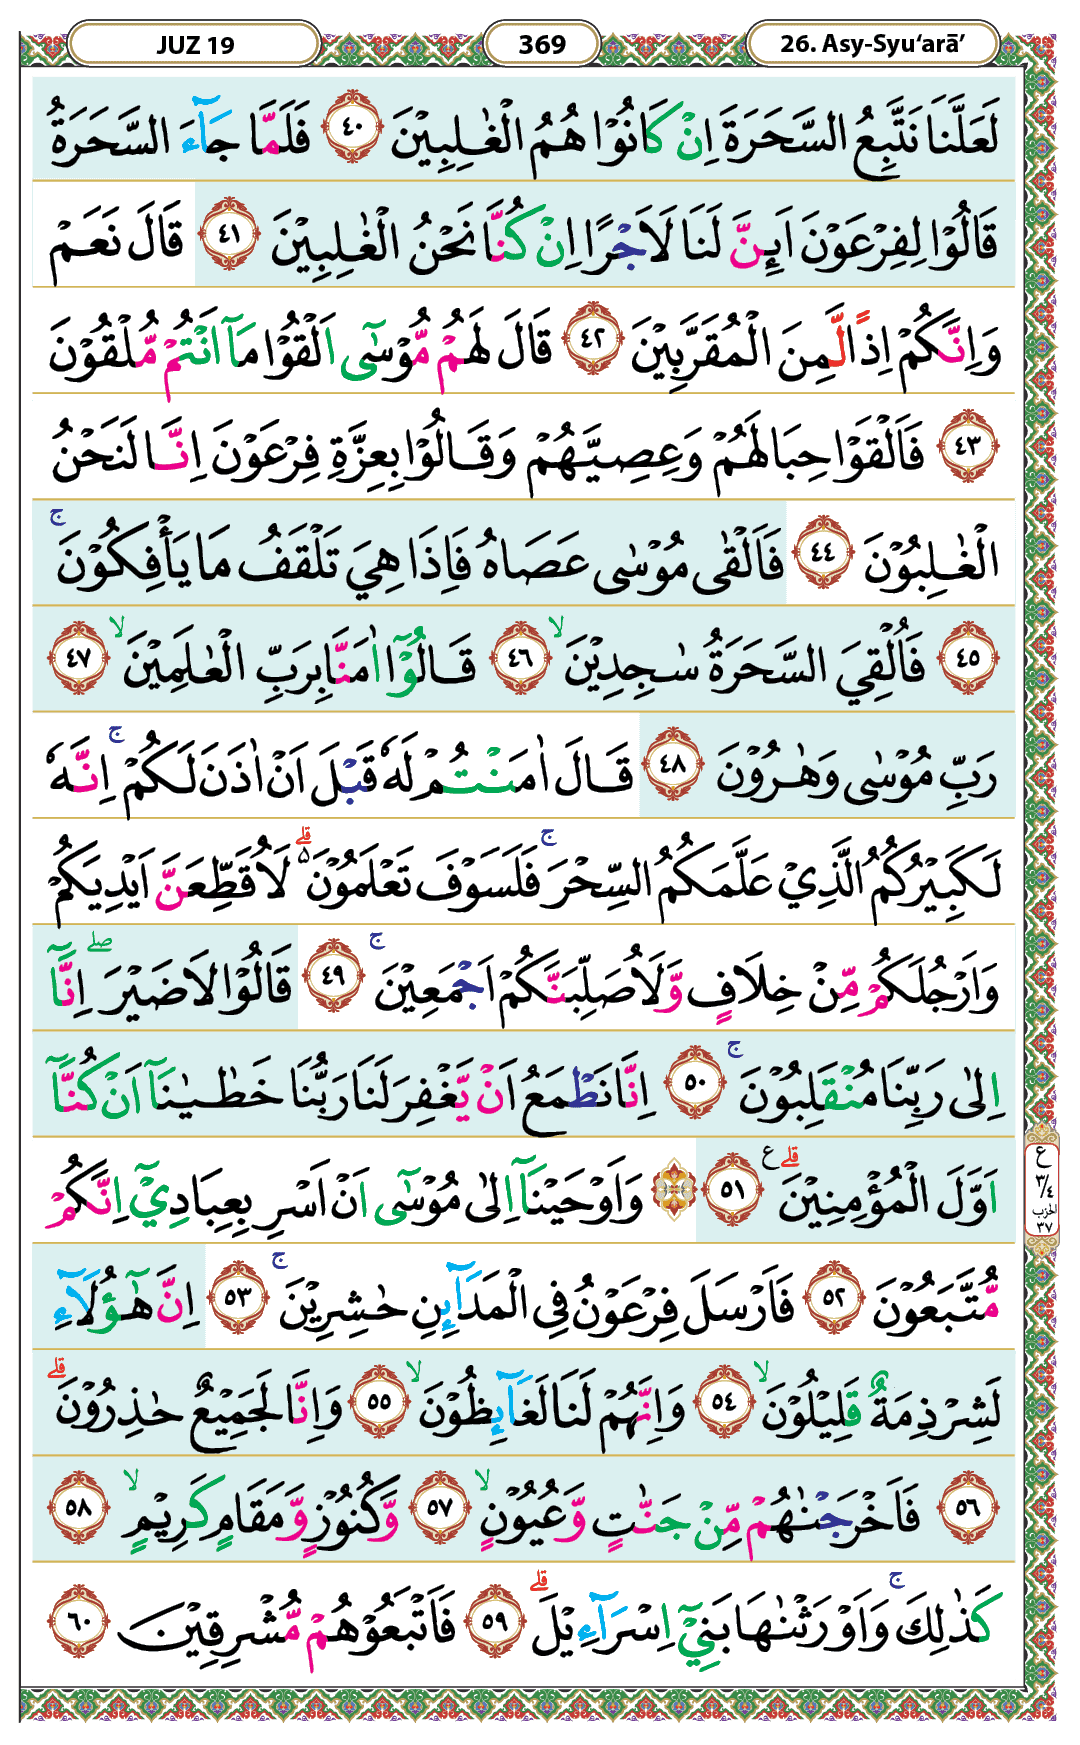 JUZ 19
369
26. Asy-Syu‘arā’
لَعَلَّنَا نَتَّبِعُ السَّحَرَةَ اِنْ كَانُوْا هُمُ الْغٰلِبِيْنَ ٤٠ فَلَمَّا جَاۤءَ السَّحَرَةُ
قَالُوْا لِفِرْعَوْنَ اَىِٕنَّ لَنَا لَاَجْرًا اِنْ كُنَّا نَحْنُ الْغٰلِبِيْنَ ٤١ قَالَ نَعَمْ
وَاِنَّكُمْ اِذًا لَّمِنَ الْمُقَرَّبِيْنَ ٤٢ قَالَ لَهُمْ مُّوْسٰٓى اَلْقُوْا مَآ اَنْتُمْ مُّلْقُوْنَ
٤٣ فَاَلْقَوْا حِبَالَهُمْ وَعِصِيَّهُمْ وَقَالُوْا بِعِزَّةِ فِرْعَوْنَ اِنَّا لَنَحْنُ
الْغٰلِبُوْنَ ٤٤ فَاَلْقٰى مُوْسٰى عَصَاهُ فَاِذَا هِيَ تَلْقَفُ مَا يَأْفِكُوْنَ ۚ
٤٥ فَاُلْقِيَ السَّحَرَةُ سٰجِدِيْنَ ۙ ٤٦ قَالُوْٓا اٰمَنَّا بِرَبِّ الْعٰلَمِيْنَ ۙ ٤٧
رَبِّ مُوْسٰى وَهٰرُوْنَ ٤٨ قَالَ اٰمَنْتُمْ لَهٗ قَبْلَ اَنْ اٰذَنَ لَكُمْ ۚ اِنَّهٗ
لَكَبِيْرُكُمُ الَّذِيْ عَلَّمَكُمُ السِّحْرَ ۚ فَلَسَوْفَ تَعْلَمُوْنَ ەۗ لَاُقَطِّعَنَّ اَيْدِيَكُمْ
وَاَرْجُلَكُمْ مِّنْ خِلَافٍ وَّلَاُصَلِّبَنَّكُمْ اَجْمَعِيْنَ ۚ ٤٩ قَالُوْا لَا ضَيْرَ ۖ اِنَّآ
اِلٰى رَبِّنَا مُنْقَلِبُوْنَ ۚ ٥٠ اِنَّا نَطْمَعُ اَنْ يَّغْفِرَ لَنَا رَبُّنَا خَطٰيٰنَآ اَنْ كُنَّآ
اَوَّلَ الْمُؤْمِنِيْنَ ۗ ع ٥١ ۞ وَاَوْحَيْنَآ اِلٰى مُوْسٰٓى اَنْ اَسْرِ بِعِبَادِيْٓ اِنَّكُمْ
ع
٣/٤
الحزب
٣٧
مُّتَّبَعُوْنَ ٥٢ فَاَرْسَلَ فِرْعَوْنُ فِى الْمَدَاۤىِٕنِ حٰشِرِيْنَ ۚ ٥٣ اِنَّ هٰٓؤُلَاۤءِ
لَشِرْذِمَةٌ قَلِيْلُوْنَ ۙ ٥٤ وَاِنَّهُمْ لَنَا لَغَاۤىِٕظُوْنَ ۙ ٥٥ وَاِنَّا لَجَمِيْعٌ حٰذِرُوْنَ ۗ
٥٦ فَاَخْرَجْنٰهُمْ مِّنْ جَنّٰتٍ وَّعُيُوْنٍ ۙ ٥٧ وَّكُنُوْزٍ وَّمَقَامٍ كَرِيْمٍ ۙ ٥٨
كَذٰلِكَ ۚ وَاَوْرَثْنٰهَا بَنِيْٓ اِسْرَاۤءِيْلَ ۗ ٥٩ فَاَتْبَعُوْهُمْ مُّشْرِقِيْنَ ٦٠